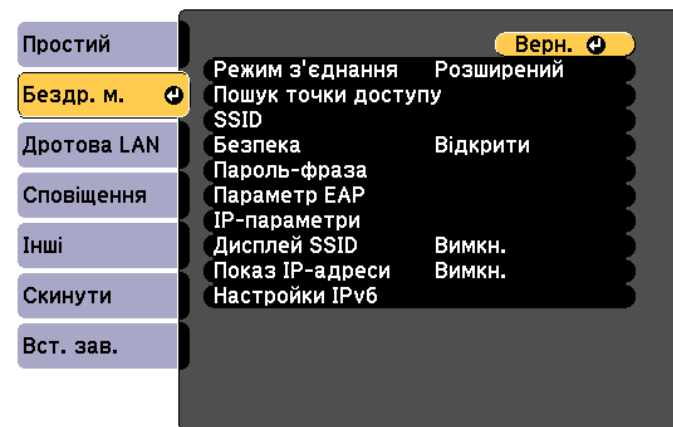 Простий
Бездр. м.
Дротова LAN
Сповіщення
Інші
Скинути
Вст. зав.
Верн.
Режим з'єднання Розширений
Пошук точки доступу
SSID
Безпека Відкрити
Пароль-фраза
Параметр EAP
IP-параметри
Дисплей SSID Вимкн.
Показ IP-адреси Вимкн.
Настройки IPv6